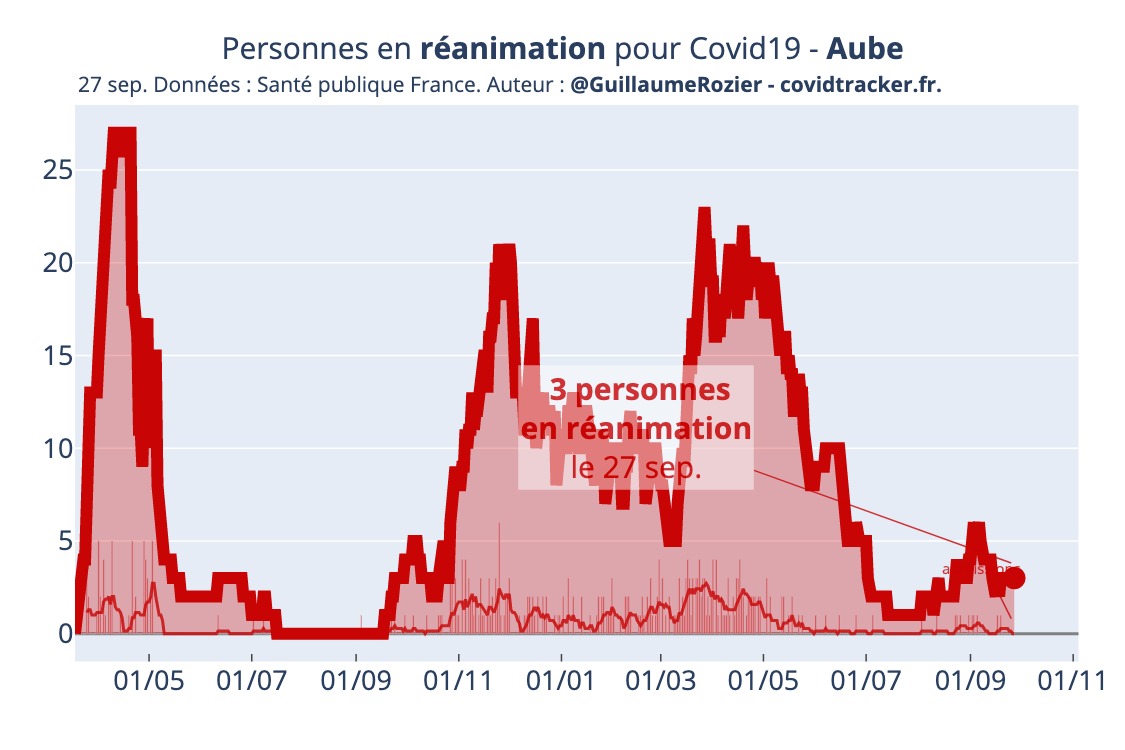 Personnes en réanimation pour Covid19 - Aube
27 sep. Données : Santé publique France. Auteur : @GuillaumeRozier - covidtracker.fr.
25
20
15
10
5
0
3 personnes
en réanimation
le 27 sep.
01/05 01/07 01/09 01/11 01/01 01/03 01/05 01/07 01/09 01/11